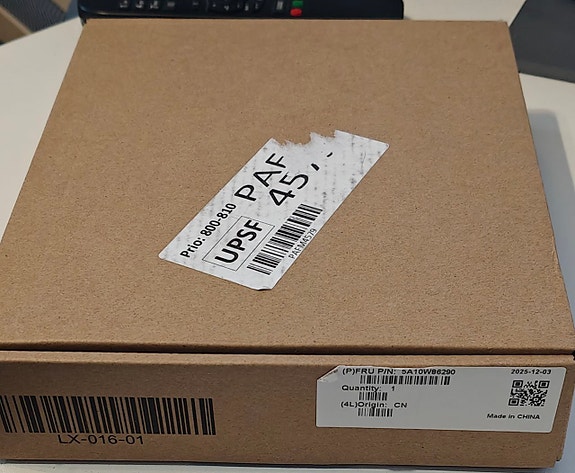 Prio: 800-810
PAF
UPSF
PAFM4579
(P)FRU P/N: 5A10W86290
2025-12-03
Quantity: 1
(4L)Origin: CN
Made in CHINA
LX-016-01